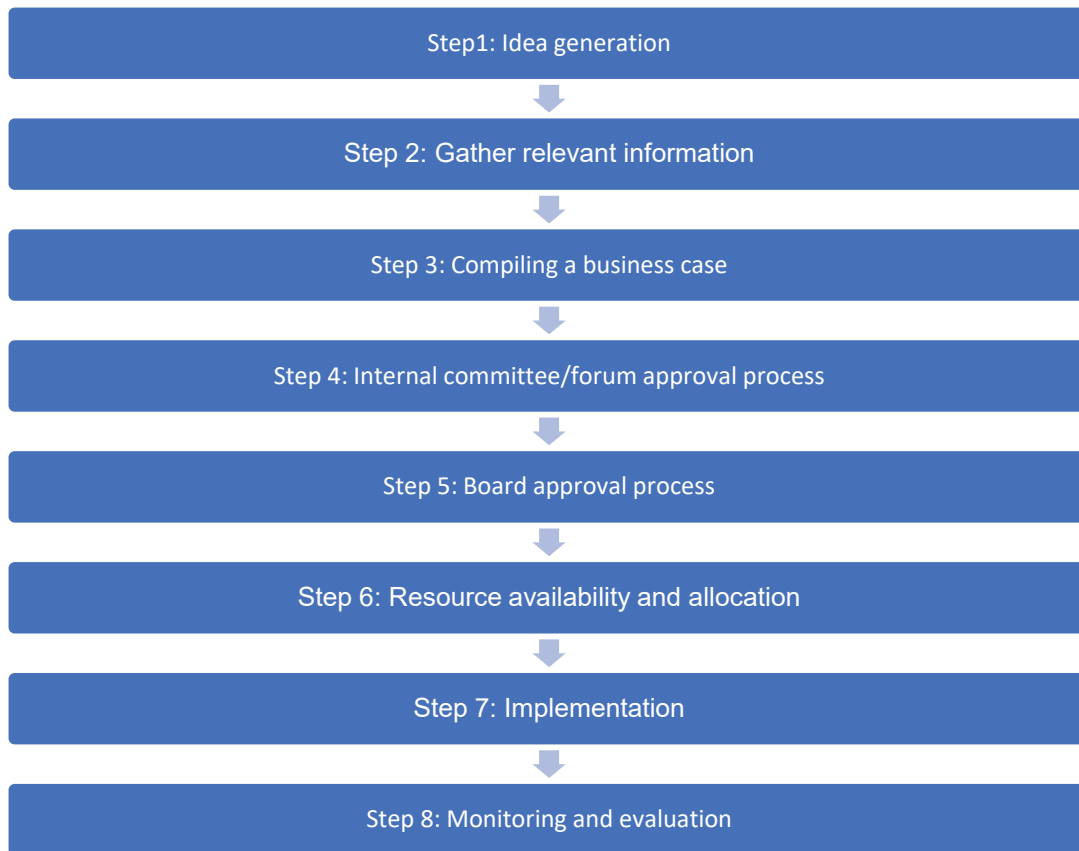 Step1: Idea generation
Step 2: Gather relevant information
Step 3: Compiling a business case
Step 4: Internal committee/forum approval process
Step 5: Board approval process
Step 6: Resource availability and allocation
Step 7: Implementation
Step 8: Monitoring and evaluation